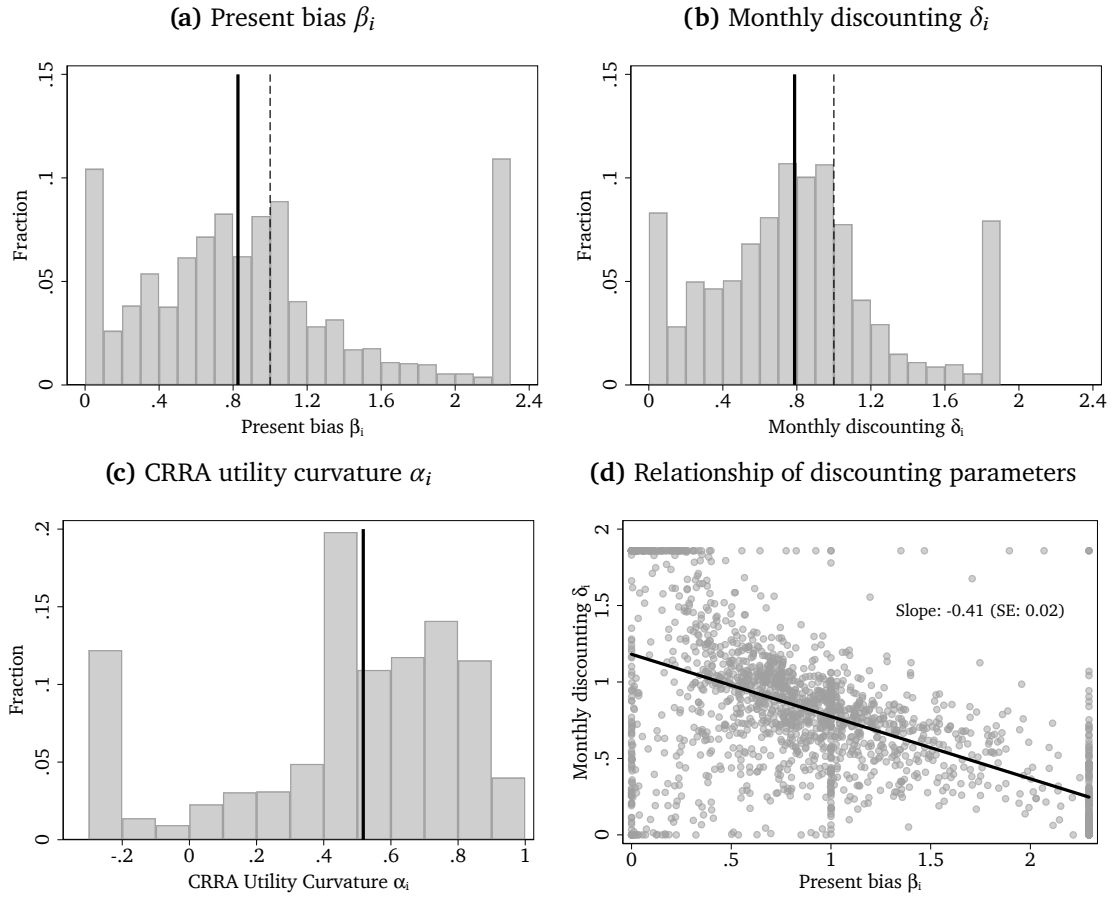 (a) Present bias βi
.15
.1
.05
0
Fraction
0 .4 .8 1.2 1.6 2 2.4
Present bias βi
(b) Monthly discounting δi
.15
.1
.05
0
Fraction
0 .4 .8 1.2 1.6 2 2.4
Monthly discounting δi
(c) CRRA utility curvature αi
.2
.15
.1
.05
0
Fraction
-.2 0 .2 .4 .6 .8 1
CRRA Utility Curvature αi
(d) Relationship of discounting parameters
2
1.5
1
.5
0
Monthly discounting δi
Slope: -0.41 (SE: 0.02)
0 .5 1 1.5 2
Present bias βi